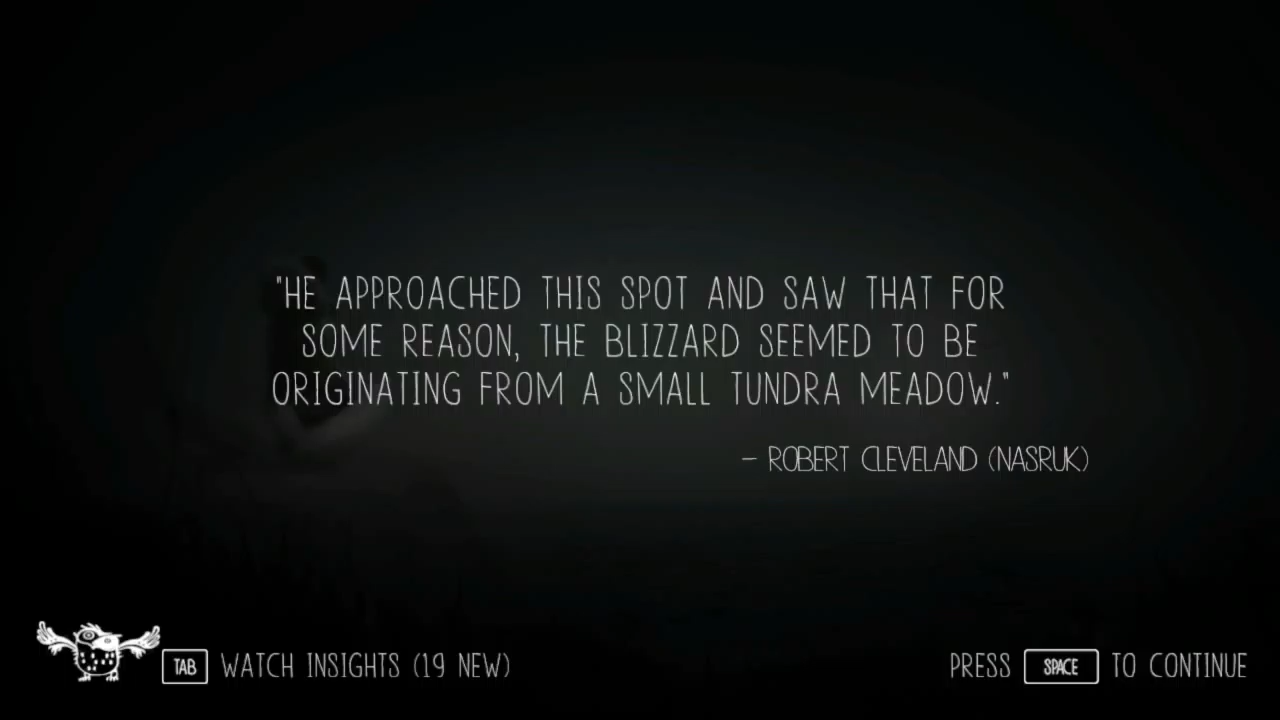 "HE APPROACHED THIS SPOT AND SAW THAT FOR
SOME REASON, THE BLIZZARD SEEMED TO BE
ORIGINATING FROM A SMALL TUNDRA MEADOW."
– ROBERT CLEVELAND (NASRUK)
TAB WATCH INSIGHTS (19 NEW)
PRESS SPACE TO CONTINUE